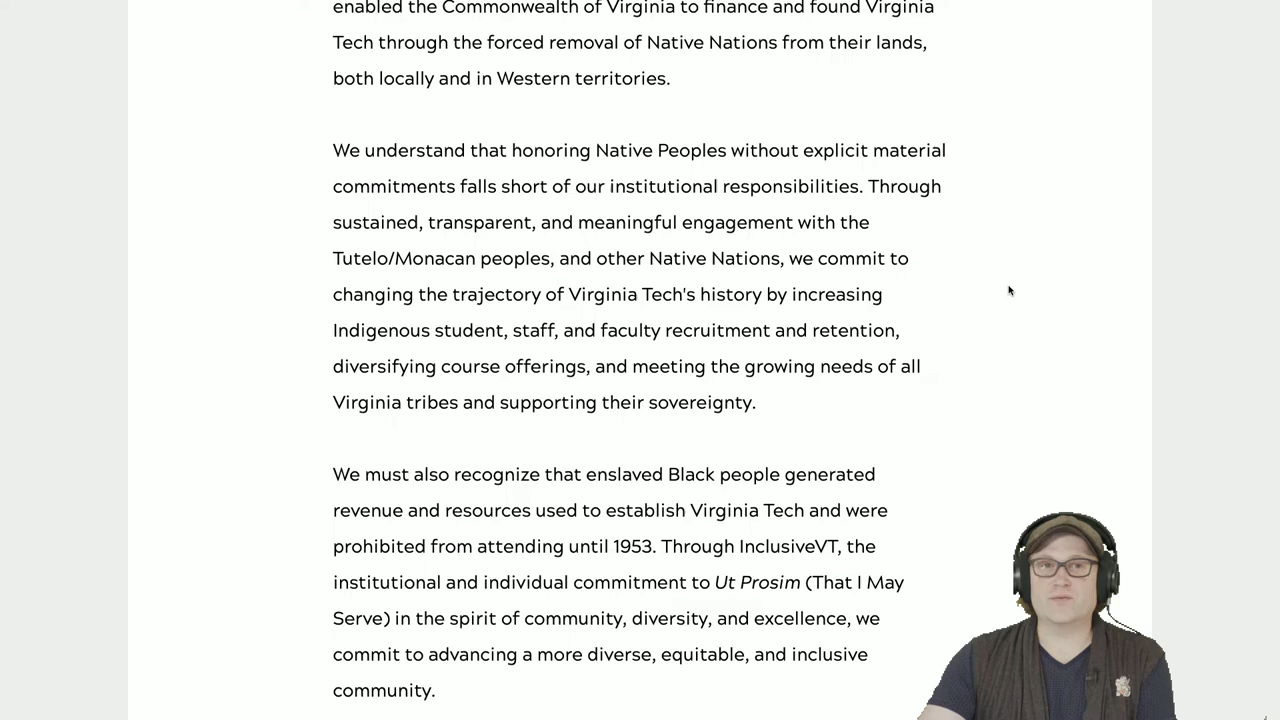 enabled the Commonwealth of Virginia to finance and found Virginia
Tech through the forced removal of Native Nations from their lands,
both locally and in Western territories.
We understand that honoring Native Peoples without explicit material
commitments falls short of our institutional responsibilities. Through
sustained, transparent, and meaningful engagement with the
Tutelo/Monacan peoples, and other Native Nations, we commit to
changing the trajectory of Virginia Tech's history by increasing
Indigenous student, staff, and faculty recruitment and retention,
diversifying course offerings, and meeting the growing needs of all
Virginia tribes and supporting their sovereignty.
We must also recognize that enslaved Black people generated
revenue and resources used to establish Virginia Tech and were
prohibited from attending until 1953. Through InclusiveVT, the
institutional and individual commitment to Ut Prosim (That I May
Serve) in the spirit of community, diversity, and excellence, we
commit to advancing a more diverse, equitable, and inclusive
community.